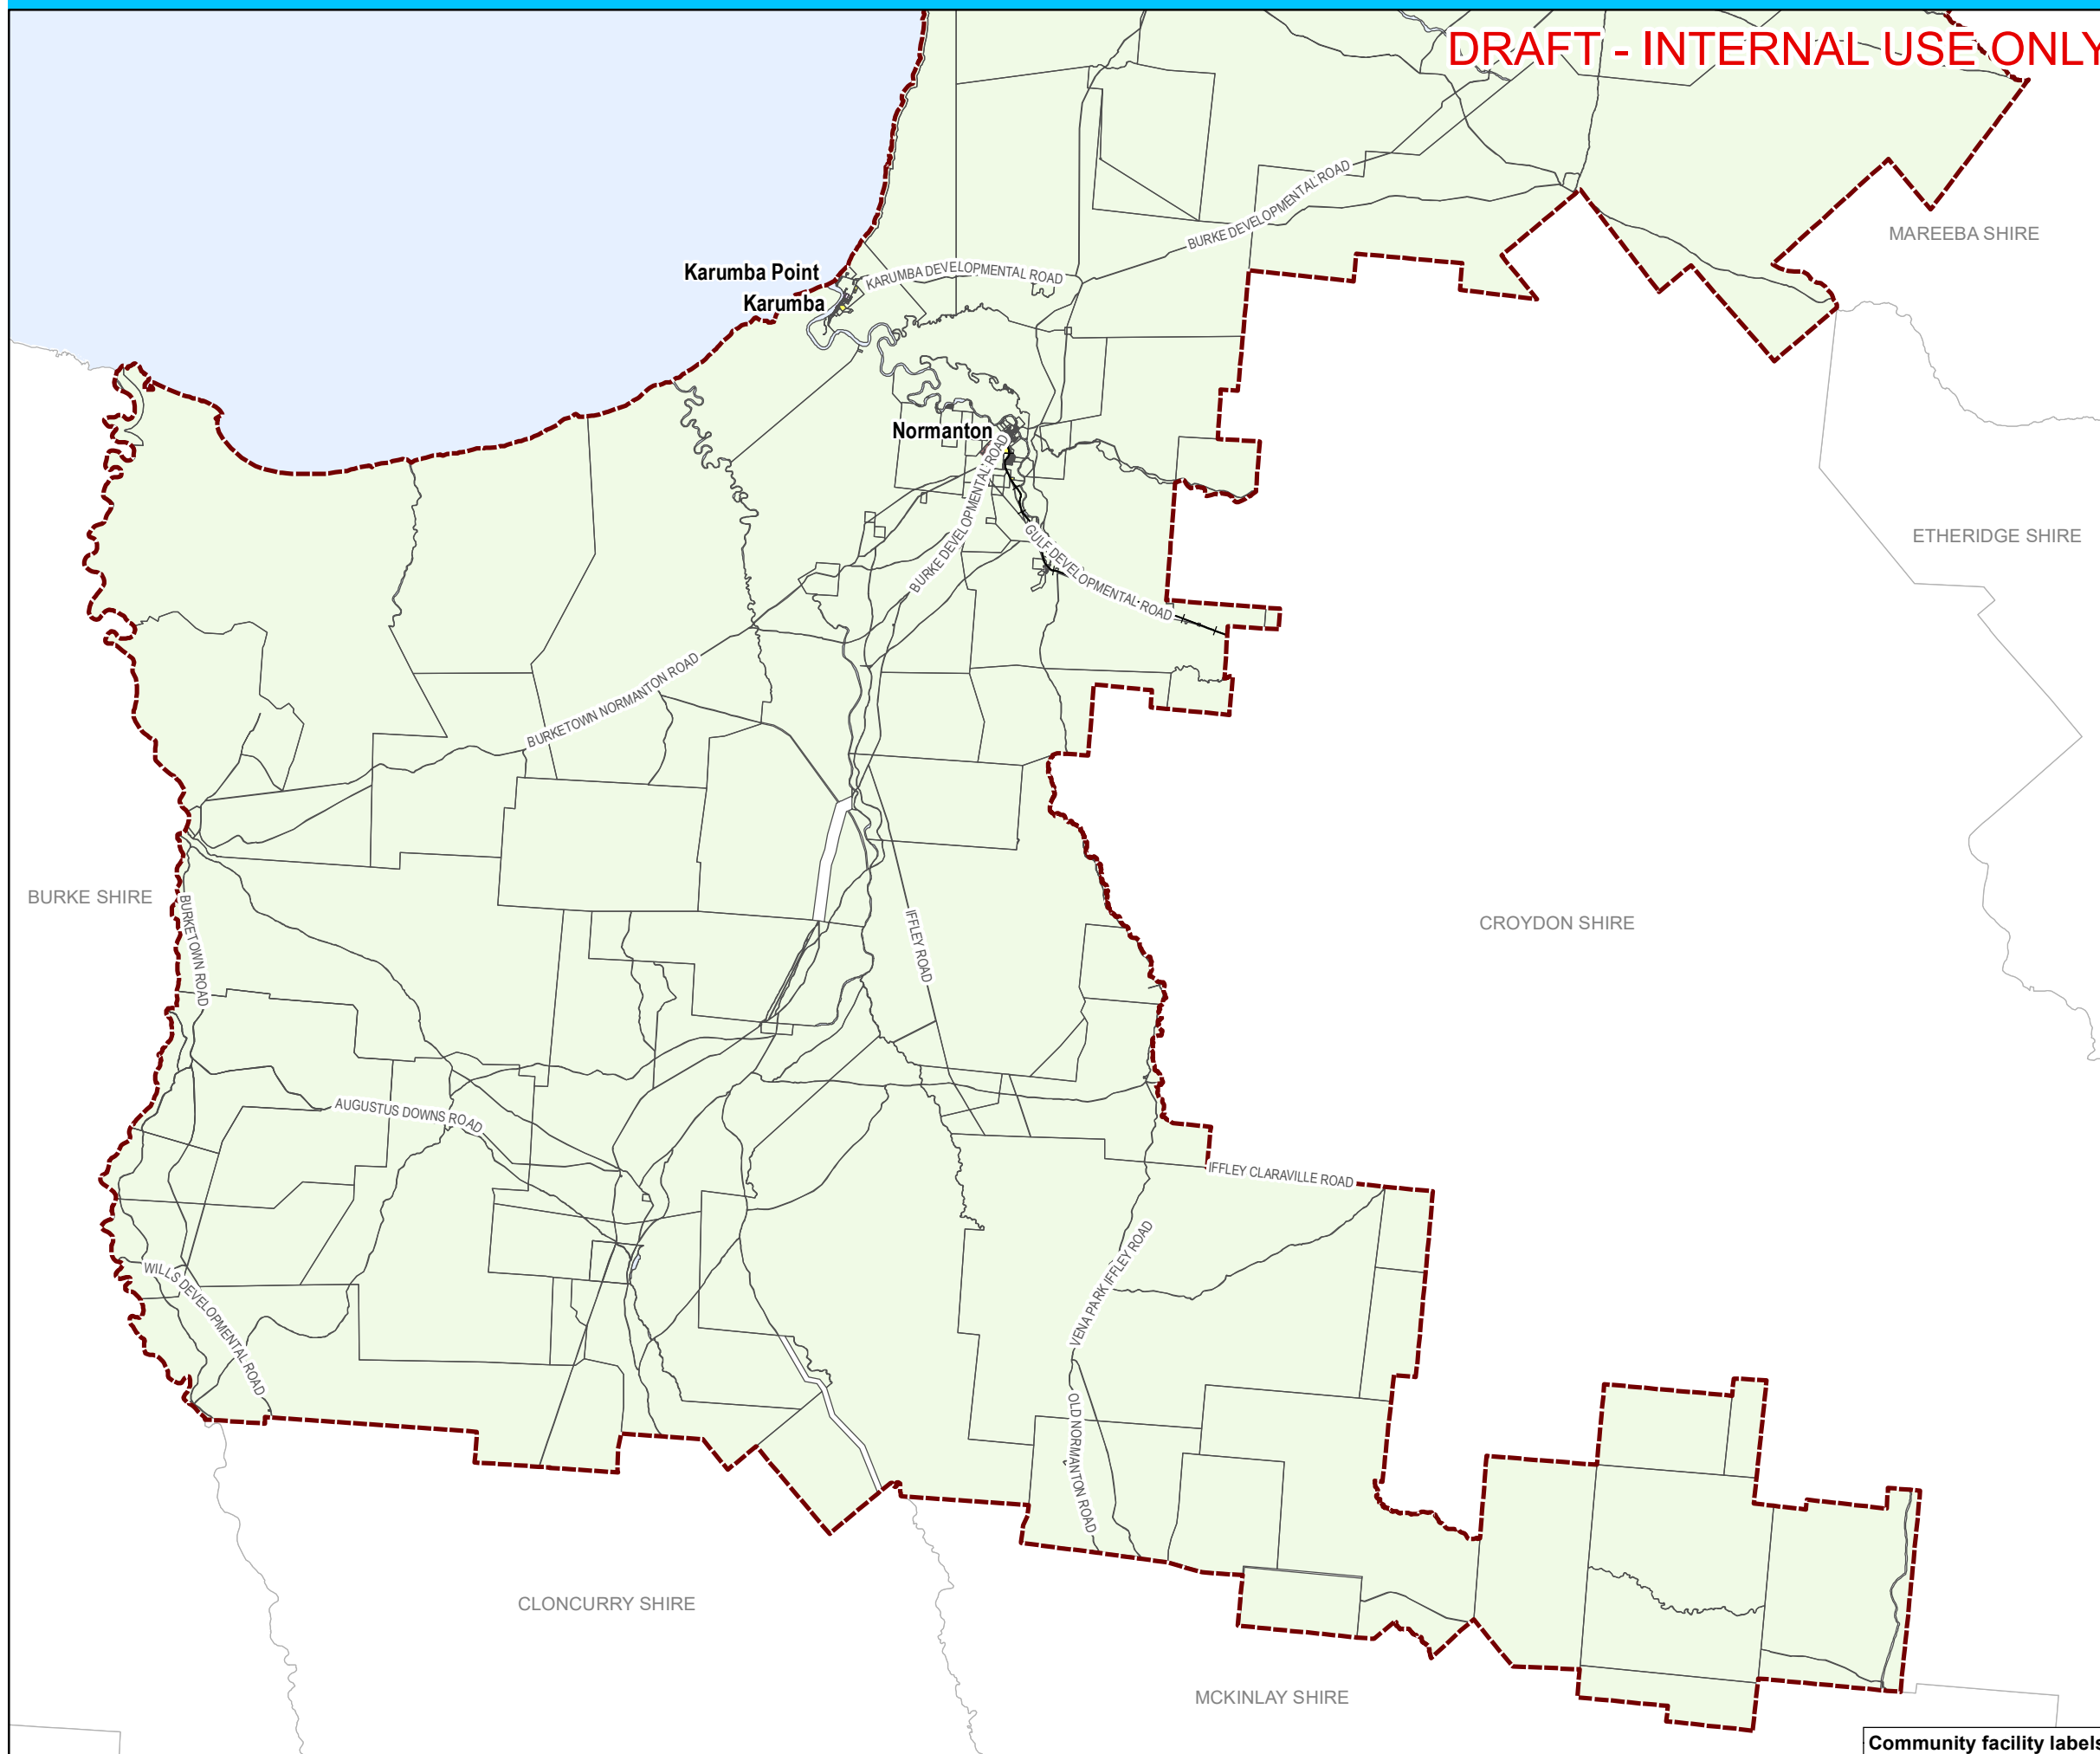 DRAFT - INTERNAL USE ONLY
BURKE DEVELOPMENTAL ROAD
MAREEBA SHIRE
Karumba Point
KARUMBA DEVELOPMENTAL ROAD
Karumba
Normanton
BURKE DEVELOPMENTAL ROAD
GULF DEVELOPMENTAL ROAD
ETHERIDGE SHIRE
BURKETOWN NORMANTON ROAD
BURKE SHIRE
BURKETOWN ROAD
IFFLEY ROAD
CROYDON SHIRE
AUGUSTUS DOWNS ROAD
IFFLEY CLARAVILLE ROAD
VENA PARK IFFLEY ROAD
WILLS DEVELOPMENTAL ROAD
OLD NORMANTON ROAD
CLONCURRY SHIRE
MCKINLAY SHIRE
Community facility labels